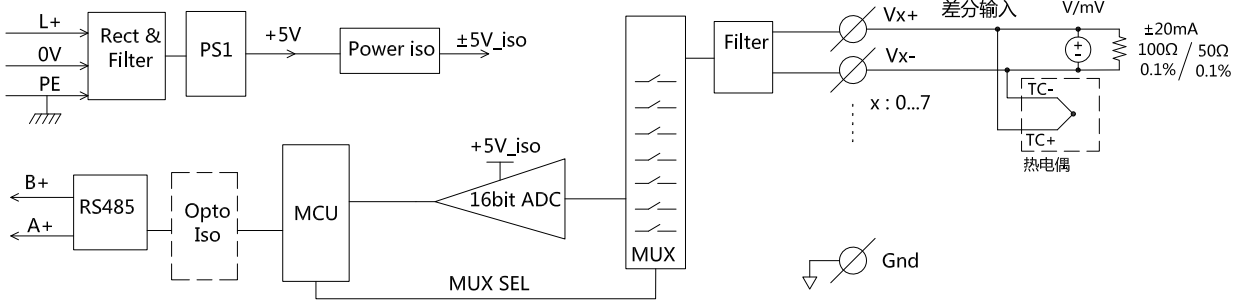 L+
0V
PE
Rect &
Filter
PS1
+5V
Power iso
±5V_iso
Filter
Vx+
Vx-
x : 0...7
差分输入
V/mV
±20mA
100Ω / 50Ω
0.1% 0.1%
TC-
TC+
热电偶
B+
A+
RS485
Opto
Iso
MCU
+5V_iso
16bit ADC
MUX
MUX SEL
Gnd